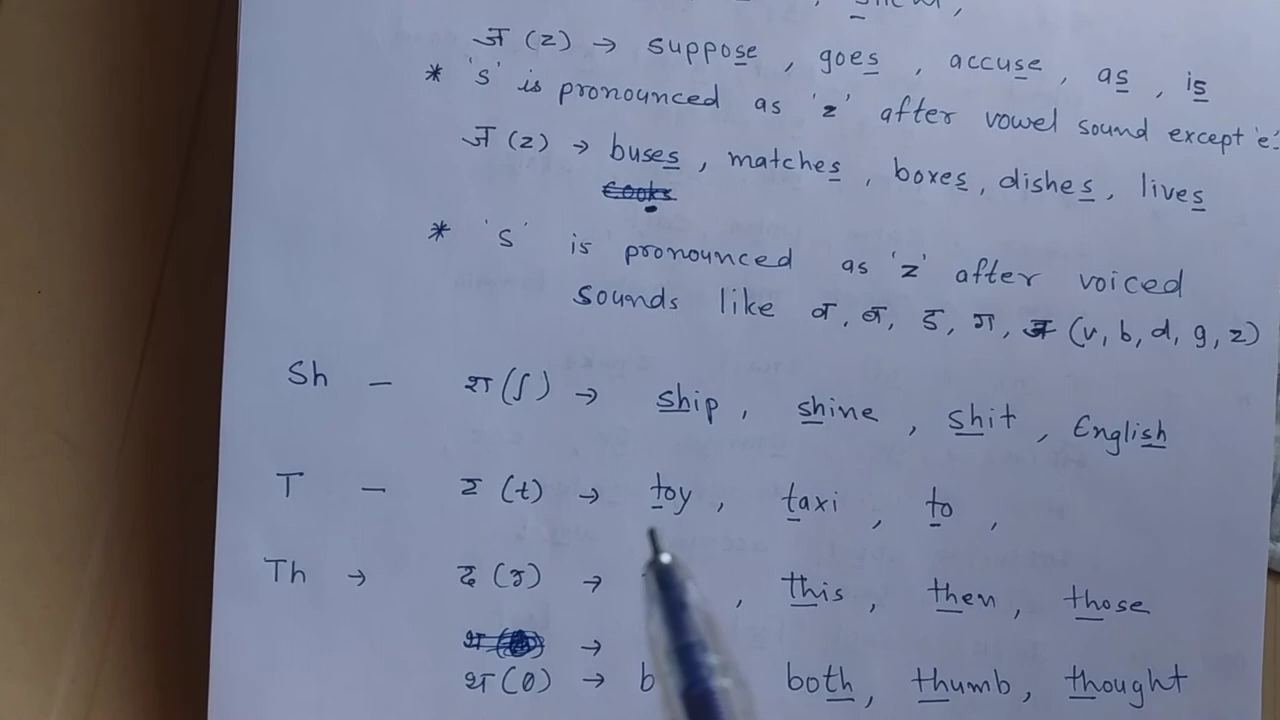 ज़ (z) → suppose, goes, accuse, as, is
* 's' is pronounced as 'z' after vowel sound except 'e'.
ज़ (z) → buses, matches, boxes, dishes, lives
* 's' is pronounced as 'z' after voiced
sounds like व, ब, ड, ग, ज़ (v, b, d, g, z)
Sh - श (ʃ) → ship, shine, shit, English
T - ट (t) → toy, taxi, to,
Th → द (ठ) → , this, then, those
→
थ (θ) → b both, thumb, thought